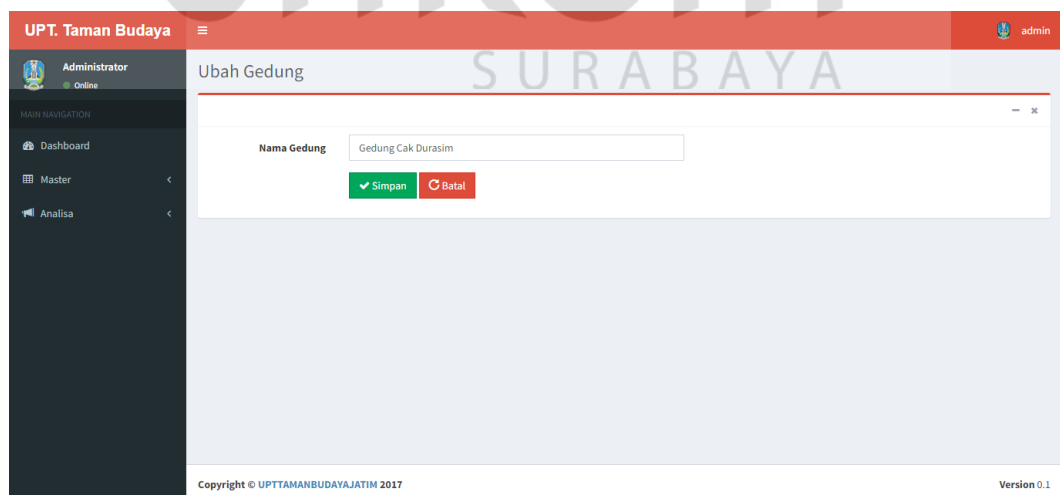 UPT. Taman Budaya
admin
Administrator
Online
Ubah Gedung
SURABAYA
MAIN NAVIGATION
Nama Gedung
Gedung Cak Durasim
Dashboard
Master
Simpan
Batal
Analisa
Copyright © UPTTAMANBUDAYAJATIM 2017
Version 0.1